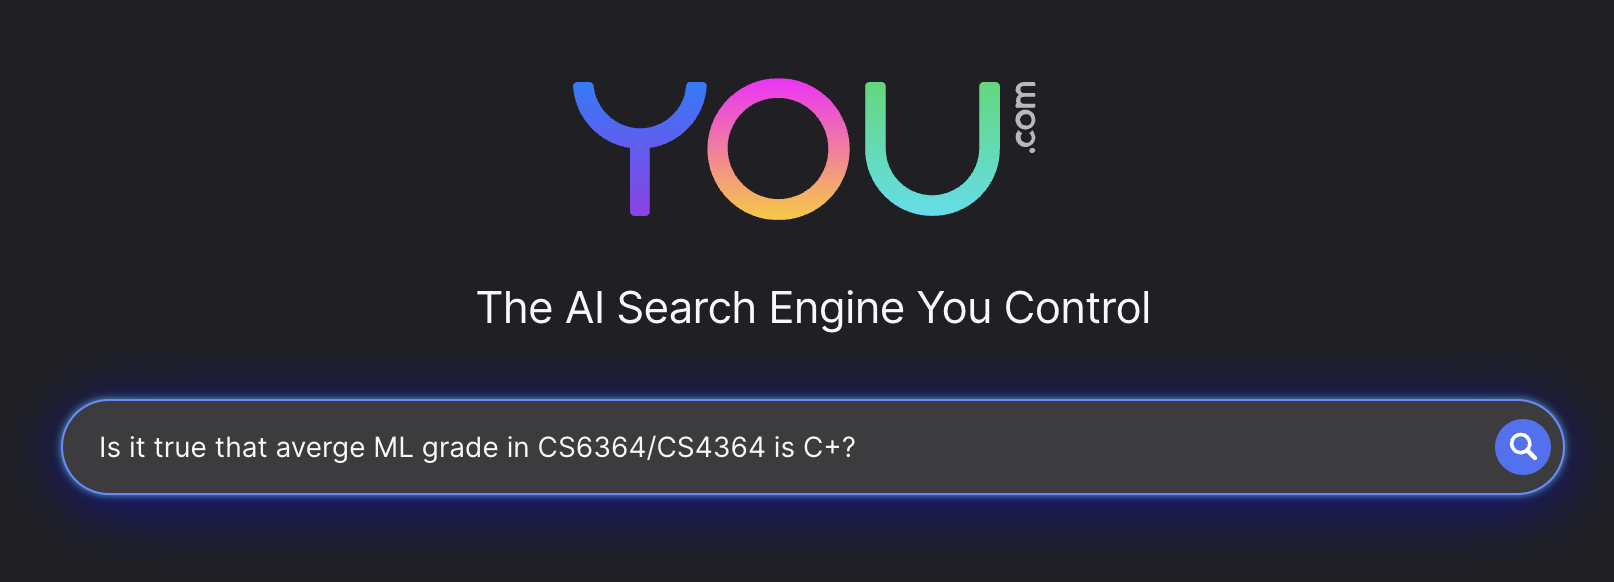 YOU.com
The AI Search Engine You Control
Is it true that averge ML grade in CS6364/CS4364 is C+?